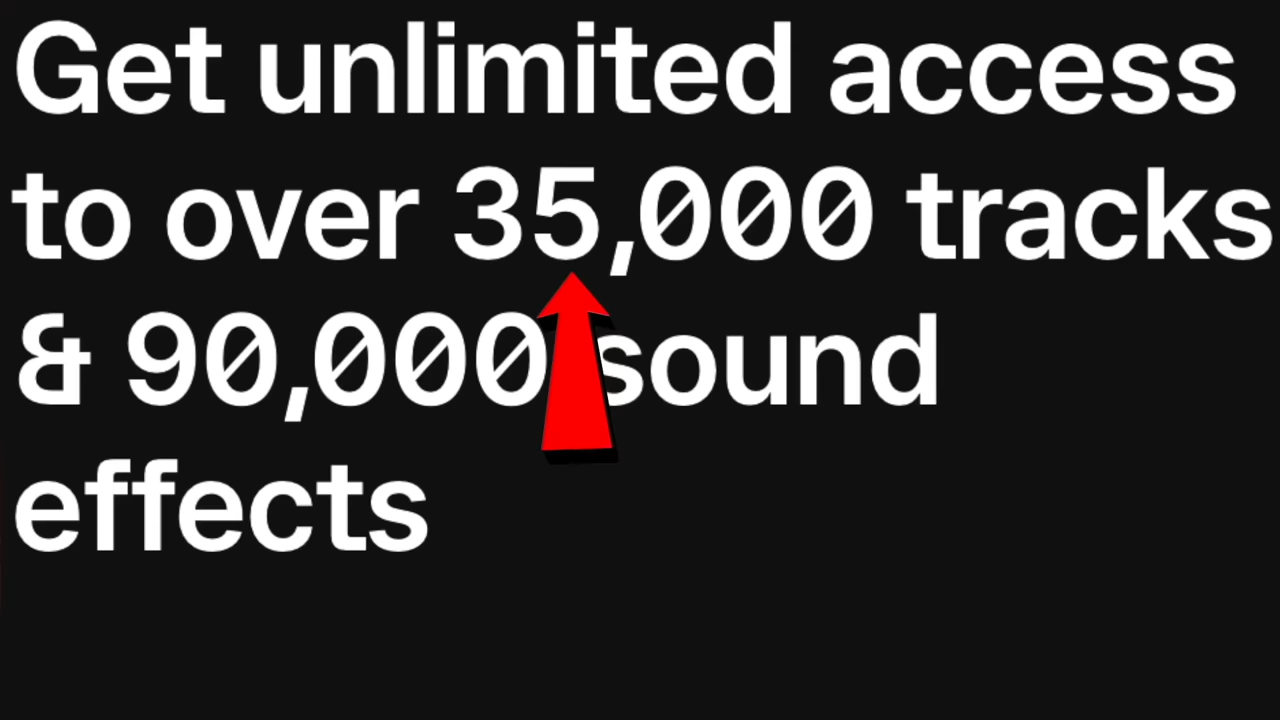 Get unlimited access
to over 35,000 tracks
& 90,000 sound
effects